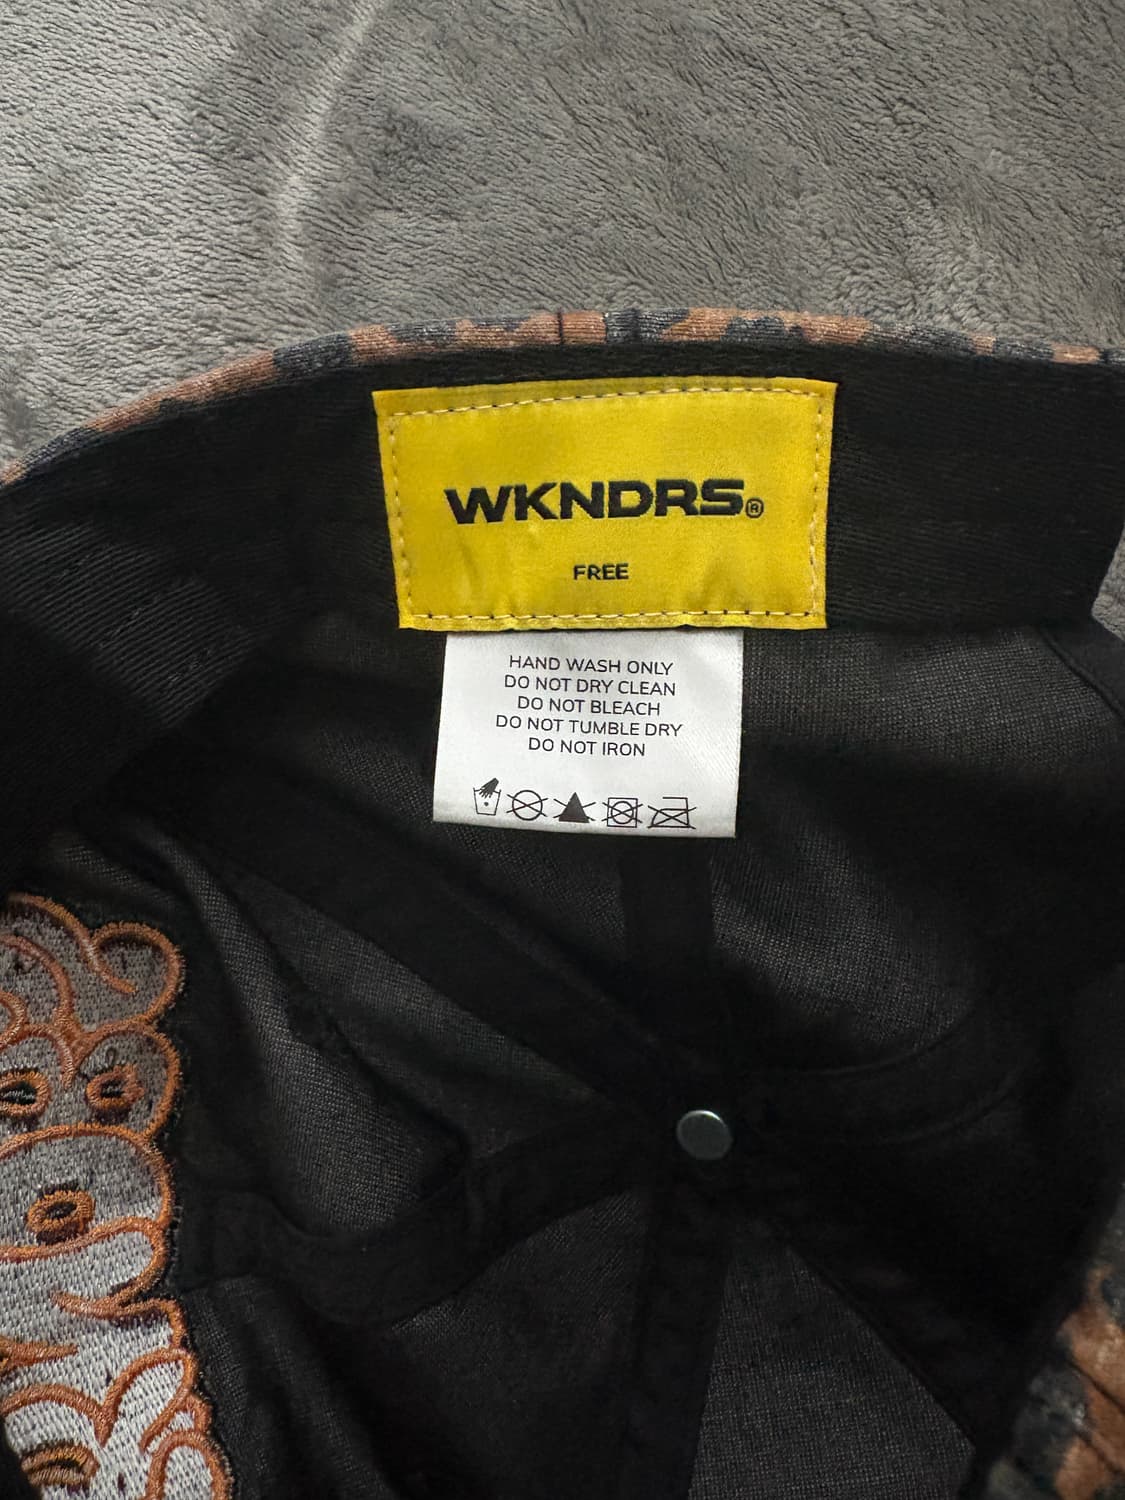 WKNDRS®
FREE
HAND WASH ONLY
DO NOT DRY CLEAN
DO NOT BLEACH
DO NOT TUMBLE DRY
DO NOT IRON